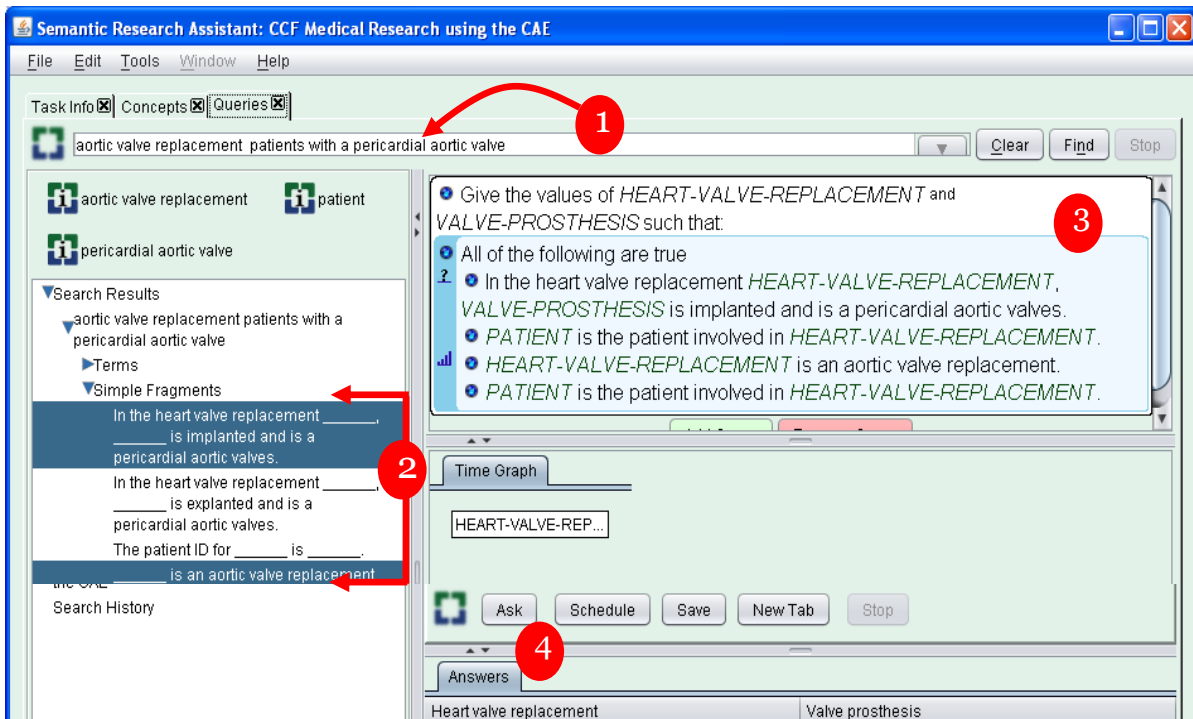 Semantic Research Assistant: CCF Medical Research using the CAE
File Edit Tools Window Help
Task Info Concepts Queries
1
aortic valve replacement patients with a pericardial aortic valve
Clear Find Stop
aortic valve replacement patient
pericardial aortic valve
Search Results
aortic valve replacement patients with a
pericardial aortic valve
Terms
Simple Fragments
In the heart valve replacement ______,
______ is implanted and is a
pericardial aortic valves.
In the heart valve replacement ______,
______ is explanted and is a
pericardial aortic valves.
The patient ID for ______ is ______.
______ is an aortic valve replacement
the CAE
Search History
2
Give the values of HEART-VALVE-REPLACEMENT and
VALVE-PROSTHESIS such that:
3
All of the following are true
? In the heart valve replacement HEART-VALVE-REPLACEMENT,
VALVE-PROSTHESIS is implanted and is a pericardial aortic valves.
PATIENT is the patient involved in HEART-VALVE-REPLACEMENT.
HEART-VALVE-REPLACEMENT is an aortic valve replacement.
PATIENT is the patient involved in HEART-VALVE-REPLACEMENT.
Time Graph
HEART-VALVE-REP...
Ask Schedule Save New Tab Stop
4
Answers
Heart valve replacement Valve prosthesis